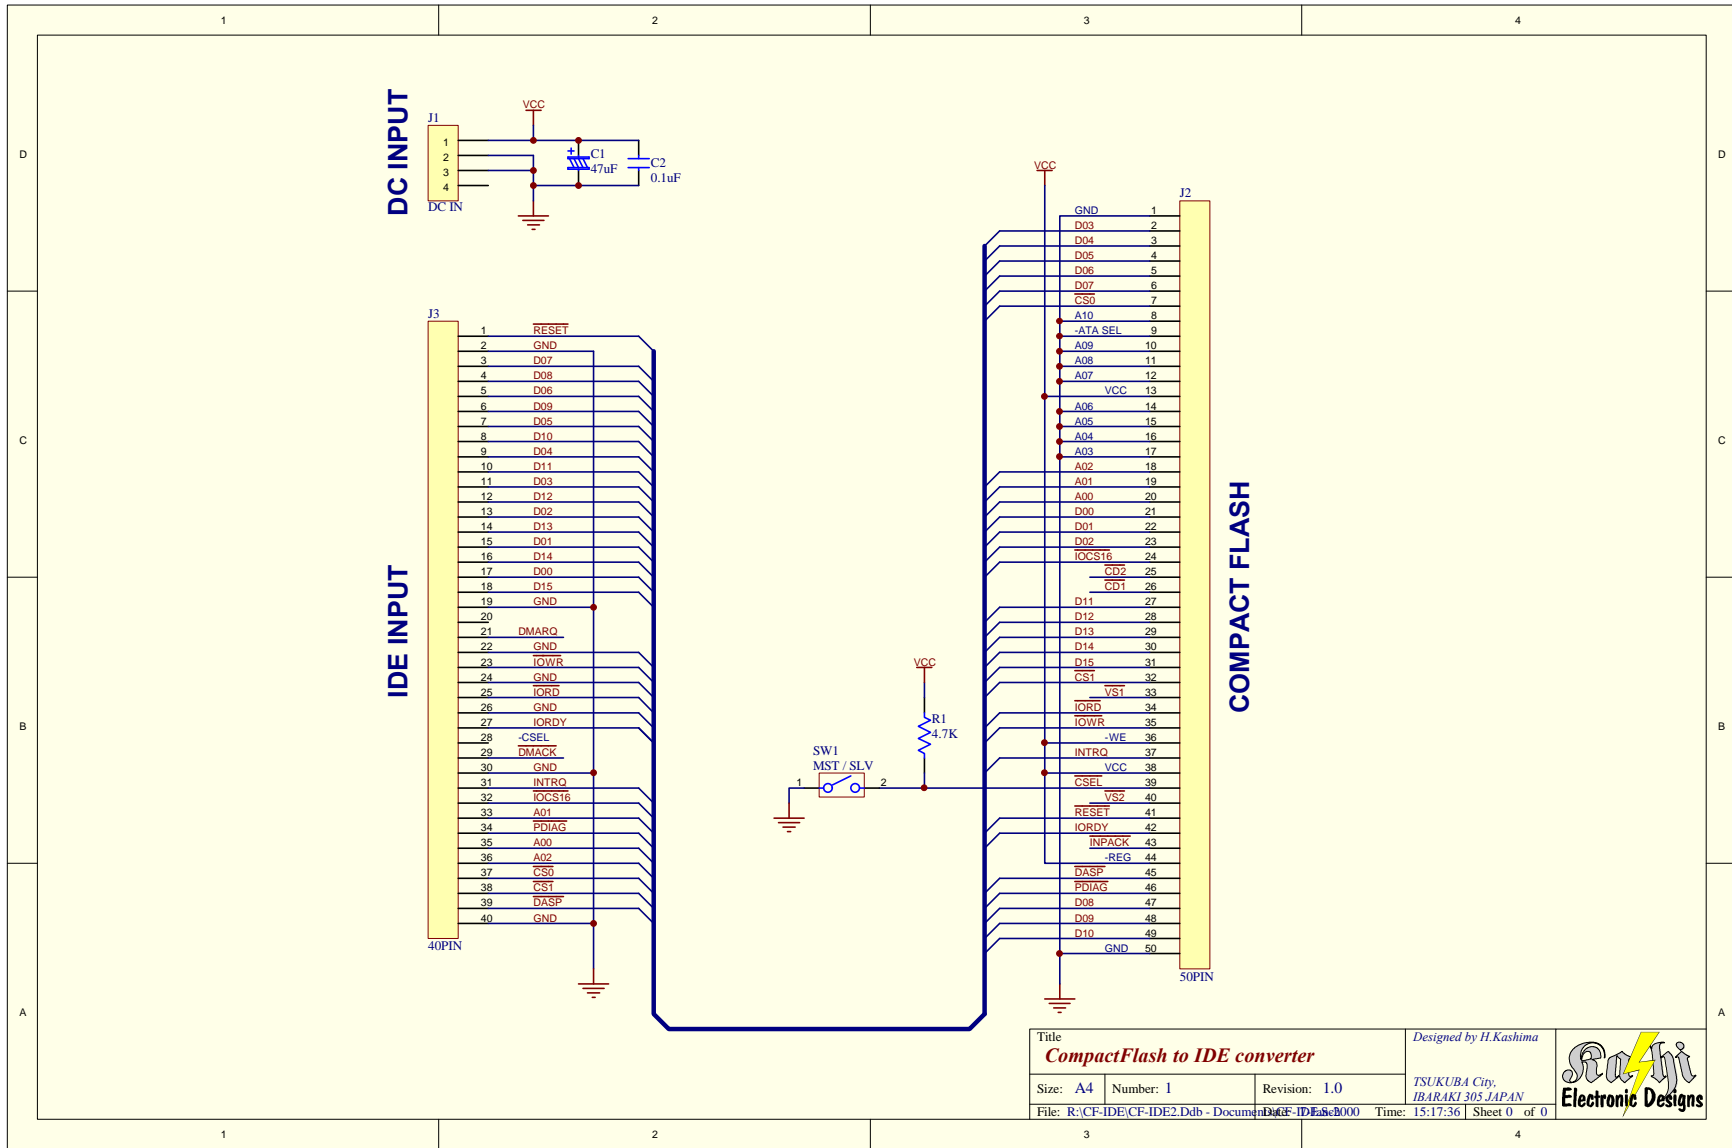 1 2 3 4
D
D
C
C
B
B
A
A
DC INPUT
J1
1
2
3
4
DC IN
VCC
+
C1
47uF
C2
0.1uF
IDE INPUT
J3
1 RESET
2 GND
3 D07
4 D08
5 D06
6 D09
7 D05
8 D10
9 D04
10 D11
11 D03
12 D12
13 D02
14 D13
15 D01
16 D14
17 D00
18 D15
19 GND
20
21 DMARQ
22 GND
23 IOWR
24 GND
25 IORD
26 GND
27 IORDY
28 -CSEL
29 DMACK
30 GND
31 INTRQ
32 IOCS16
33 A01
34 PDIAG
35 A00
36 A02
37 CS0
38 CS1
39 DASP
40 GND
40PIN
VCC
R1
4.7K
SW1
MST / SLV
1 2
VCC
J2
GND 1
D03 2
D04 3
D05 4
D06 5
D07 6
CS0 7
A10 8
-ATA SEL 9
A09 10
A08 11
A07 12
VCC 13
A06 14
A05 15
A04 16
A03 17
A02 18
A01 19
A00 20
D00 21
D01 22
D02 23
IOCS16 24
CD2 25
CD1 26
D11 27
D12 28
D13 29
D14 30
D15 31
CS1 32
VS1 33
IORD 34
IOWR 35
-WE 36
INTRQ 37
VCC 38
CSEL 39
VS2 40
RESET 41
IORDY 42
INPACK 43
-REG 44
DASP 45
PDIAG 46
D08 47
D09 48
D10 49
GND 50
50PIN
COMPACT FLASH
Title
CompactFlash to IDE converter
Size: A4 Number: 1 Revision: 1.0
File: R:\CF-IDE\CF-IDE2.Ddb - Time: 15:17:36 Sheet 0 of 0
Designed by H.Kashima
TSUKUBA City,
IBARAKI 305 JAPAN
Kashi
Electronic Designs
1 2 3 4